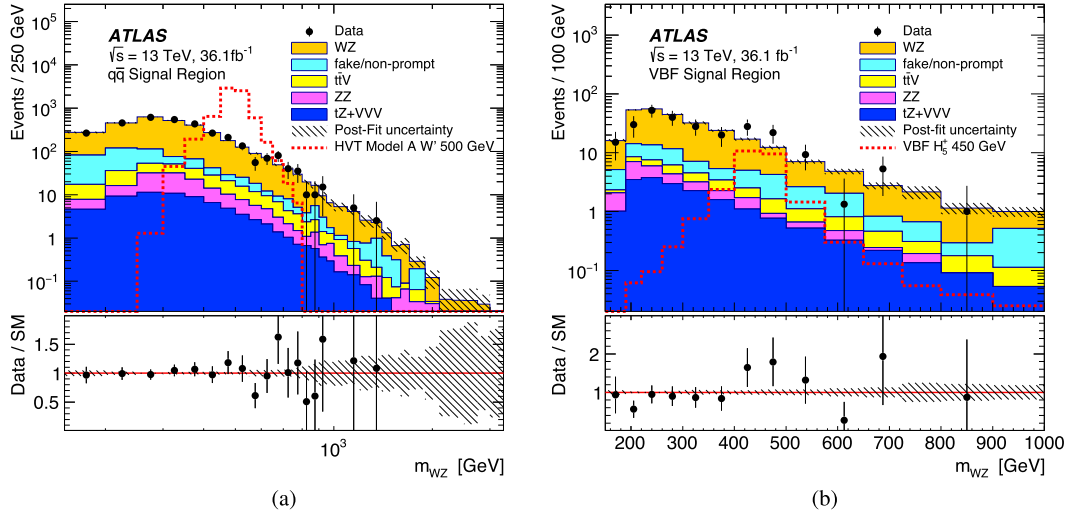 ATLAS
√s = 13 TeV, 36.1fb⁻¹
qq̄ Signal Region
Data
WZ
fake/non-prompt
tt̄V
ZZ
tZ+VVV
Post-Fit uncertainty
HVT Model A W' 500 GeV
Events / 250 GeV
10⁵
10⁴
10³
10²
10
1
10⁻¹
Data / SM
1.5
1
0.5
10³
m_WZ [GeV]
(a)
ATLAS
√s = 13 TeV, 36.1 fb⁻¹
VBF Signal Region
Data
WZ
fake/non-prompt
tt̄V
ZZ
tZ+VVV
Post-fit uncertainty
VBF H₅⁺ 450 GeV
Events / 100 GeV
10³
10²
10
1
10⁻¹
Data / SM
2
1
200 300 400 500 600 700 800 900 1000
m_WZ [GeV]
(b)